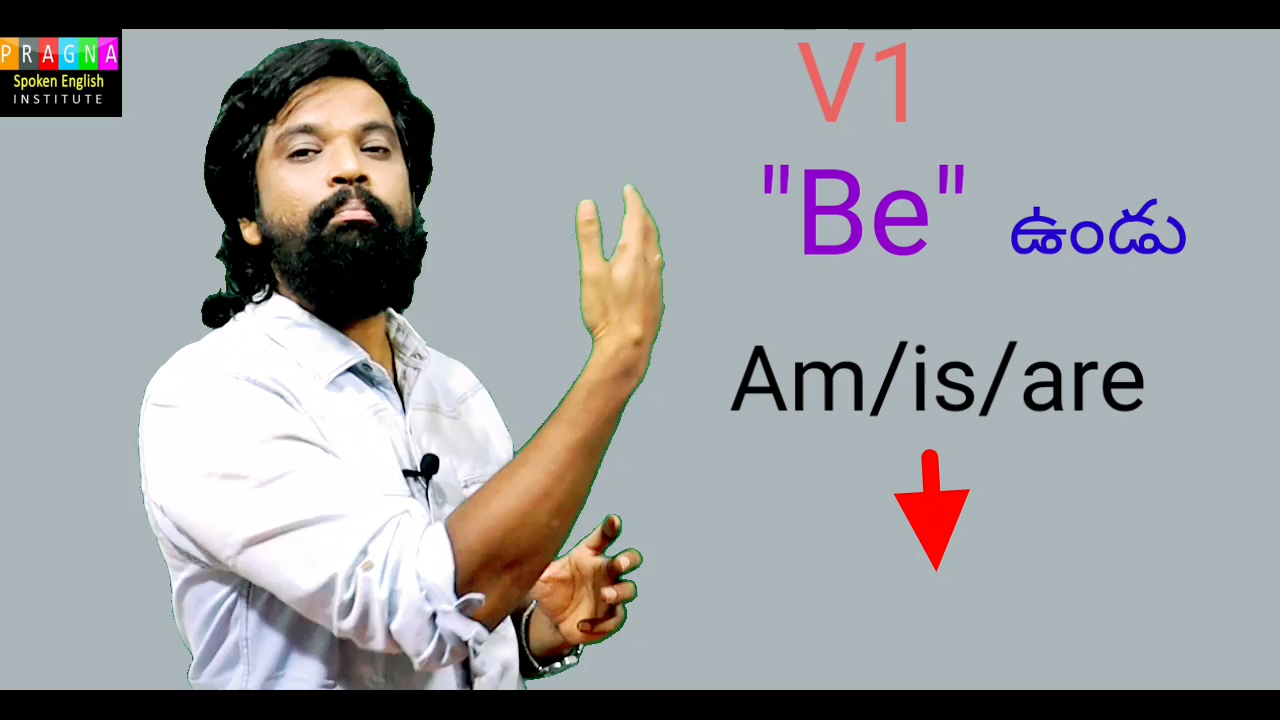 PRAGNA
Spoken English
INSTITUTE
V1
"Be" ఉండు
Am/is/are